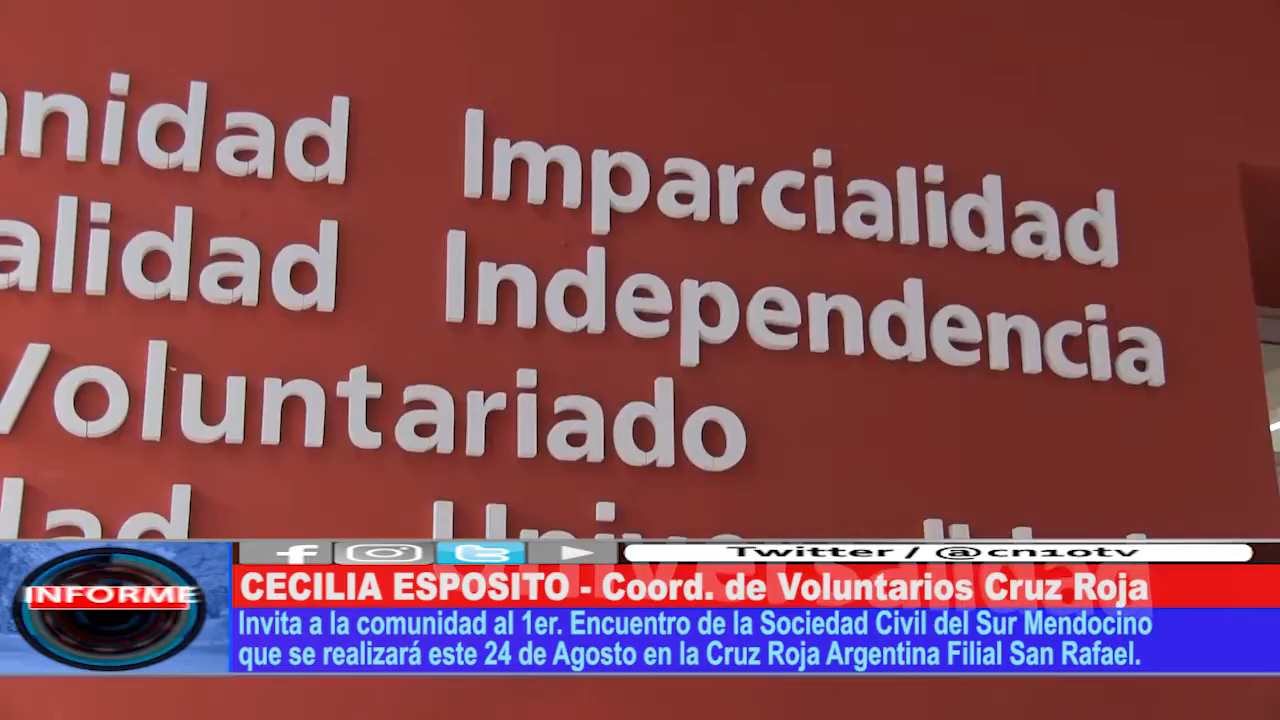 nidad Imparcialidad
alidad Independencia
Voluntariado
dad Universalidad
Twitter / @cn10tv
INFORME
CECILIA ESPOSITO - Coord. de Voluntarios Cruz Roja
Invita a la comunidad al 1er. Encuentro de la Sociedad Civil del Sur Mendocino
que se realizará este 24 de Agosto en la Cruz Roja Argentina Filial San Rafael.